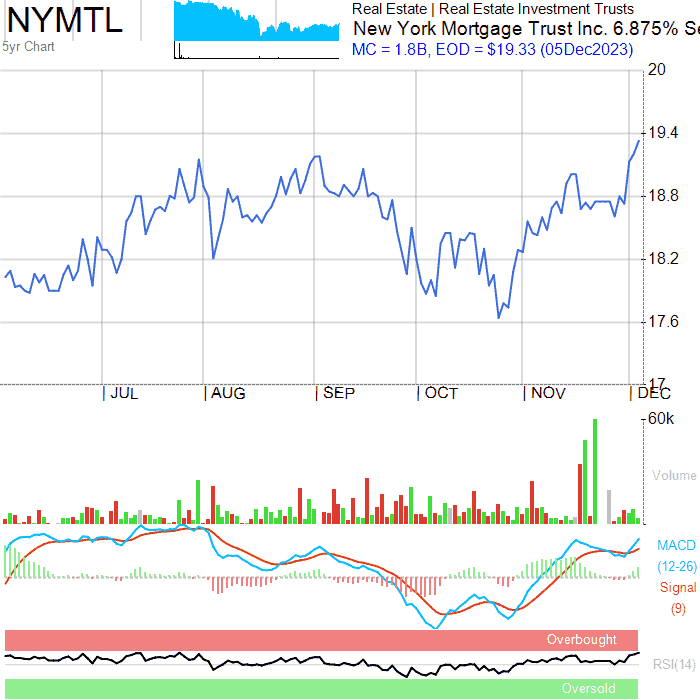 NYMTL
5yr Chart
Real Estate | Real Estate Investment Trusts
New York Mortgage Trust Inc. 6.875% Se
MC = 1.8B, EOD = $19.33 (05Dec2023)
20
19.4
18.8
18.2
17.6
17
| JUL | AUG | SEP | OCT | NOV | DEC
60k
Volume
MACD
(12-26)
Signal
(9)
Overbought
RSI(14)
Oversold